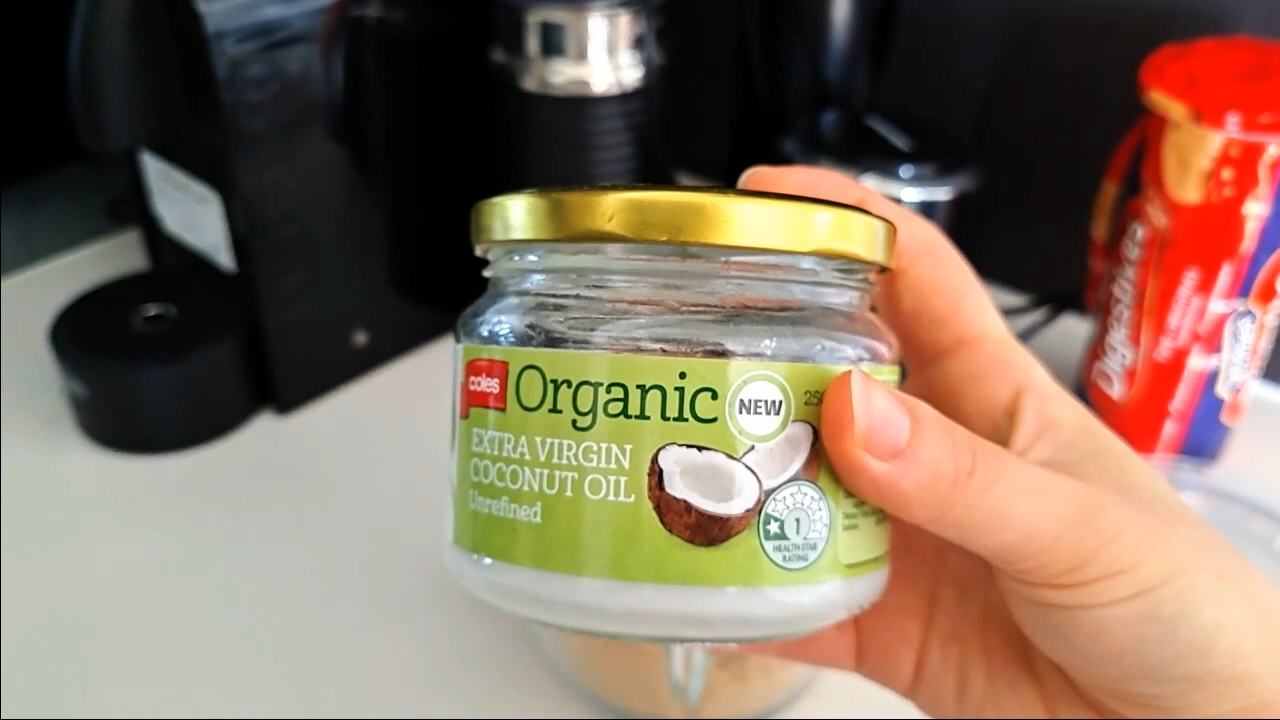 coles
Organic
NEW
EXTRA VIRGIN
COCONUT OIL
Unrefined
1
HEALTH STAR
RATING
Digestives